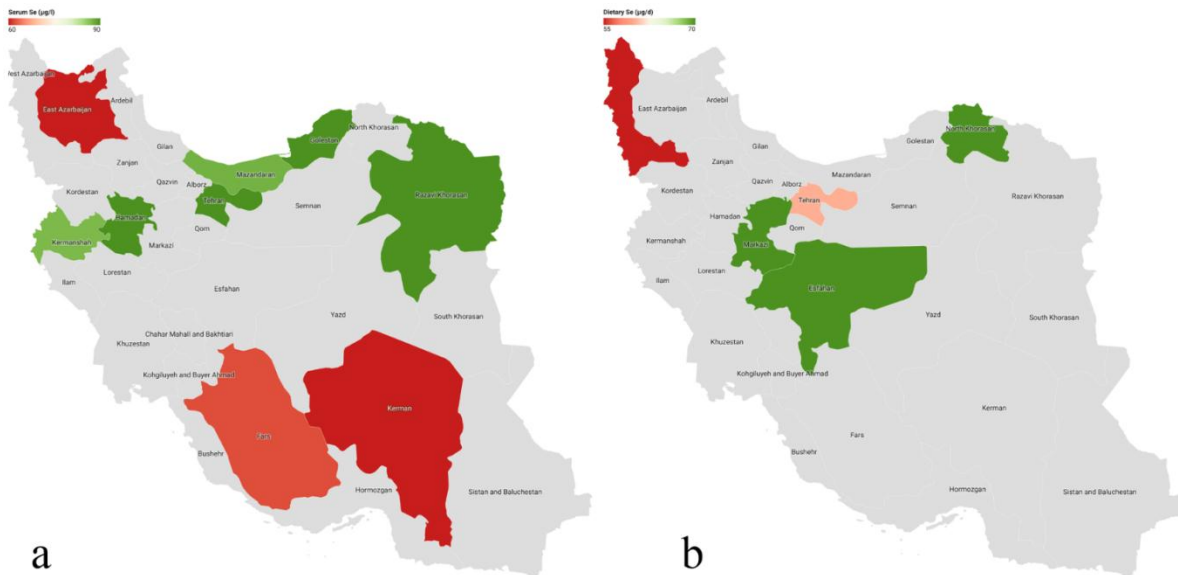 Serum Se (µg/l)
60 90
West Azarbaijan
East Azarbaijan
Ardebil
Gilan
Zanjan
Golestan
North Khorasan
Mazandaran
Qazvin
Alborz
Kordestan
Tehran
Semnan
Razavi Khorasan
Hamadan
Qom
Kermanshah
Markazi
Lorestan
Ilam
Esfahan
Yazd
South Khorasan
Chahar Mahall and Bakhtiari
Khuzestan
Kohgiluyeh and Buyer Ahmad
Kerman
Fars
Bushehr
Hormozgan
Sistan and Baluchestan
a
Dietary Se (µg/d)
55 70
East Azarbaijan
Ardebil
Gilan
Zanjan
Golestan
North Khorasan
Mazandaran
Qazvin
Alborz
Kordestan
Tehran
Semnan
Razavi Khorasan
Hamadan
Qom
Kermanshah
Markazi
Lorestan
Ilam
Esfahan
Yazd
South Khorasan
Khuzestan
Kohgiluyeh and Buyer Ahmad
Kerman
Fars
Bushehr
Hormozgan
Sistan and Baluchestan
b